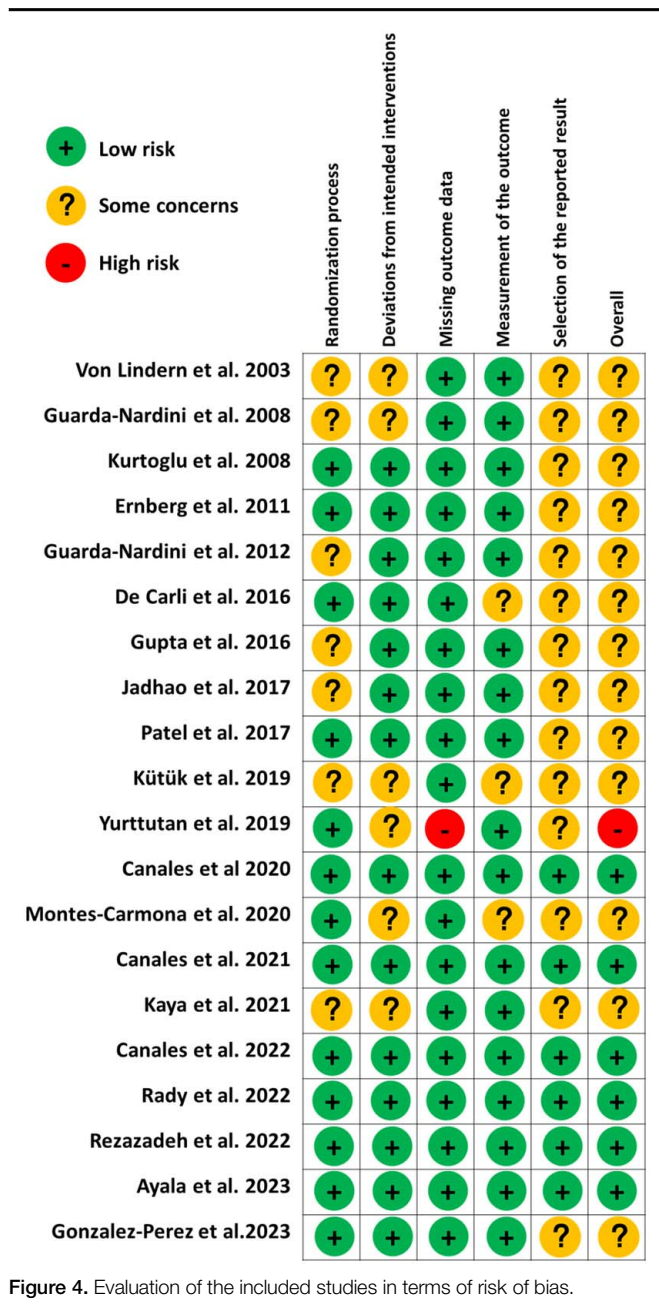 + Low risk
? Some concerns
- High risk
Randomization process
Deviations from intended interventions
Missing outcome data
Measurement of the outcome
Selection of the reported result
Overall
Von Lindern et al. 2003 ? ? + + ? ?
Guarda-Nardini et al. 2008 ? ? + + ? ?
Kurtoglu et al. 2008 + + + + ? ?
Ernberg et al. 2011 + + + + ? ?
Guarda-Nardini et al. 2012 ? + + + ? ?
De Carli et al. 2016 + + + ? ? ?
Gupta et al. 2016 ? + + + ? ?
Jadhao et al. 2017 ? + + + ? ?
Patel et al. 2017 + + + + ? ?
Kütük et al. 2019 ? ? + ? ? ?
Yurttutan et al. 2019 + ? - + ? -
Canales et al 2020 + + + + + +
Montes-Carmona et al. 2020 + ? + ? ? ?
Canales et al. 2021 + + + + + +
Kaya et al. 2021 ? ? + + ? ?
Canales et al. 2022 + + + + + +
Rady et al. 2022 + + + + + +
Rezazadeh et al. 2022 + + + + + +
Ayala et al. 2023 + + + + + +
Gonzalez-Perez et al.2023 + + + + ? ?
Figure 4. Evaluation of the included studies in terms of risk of bias.